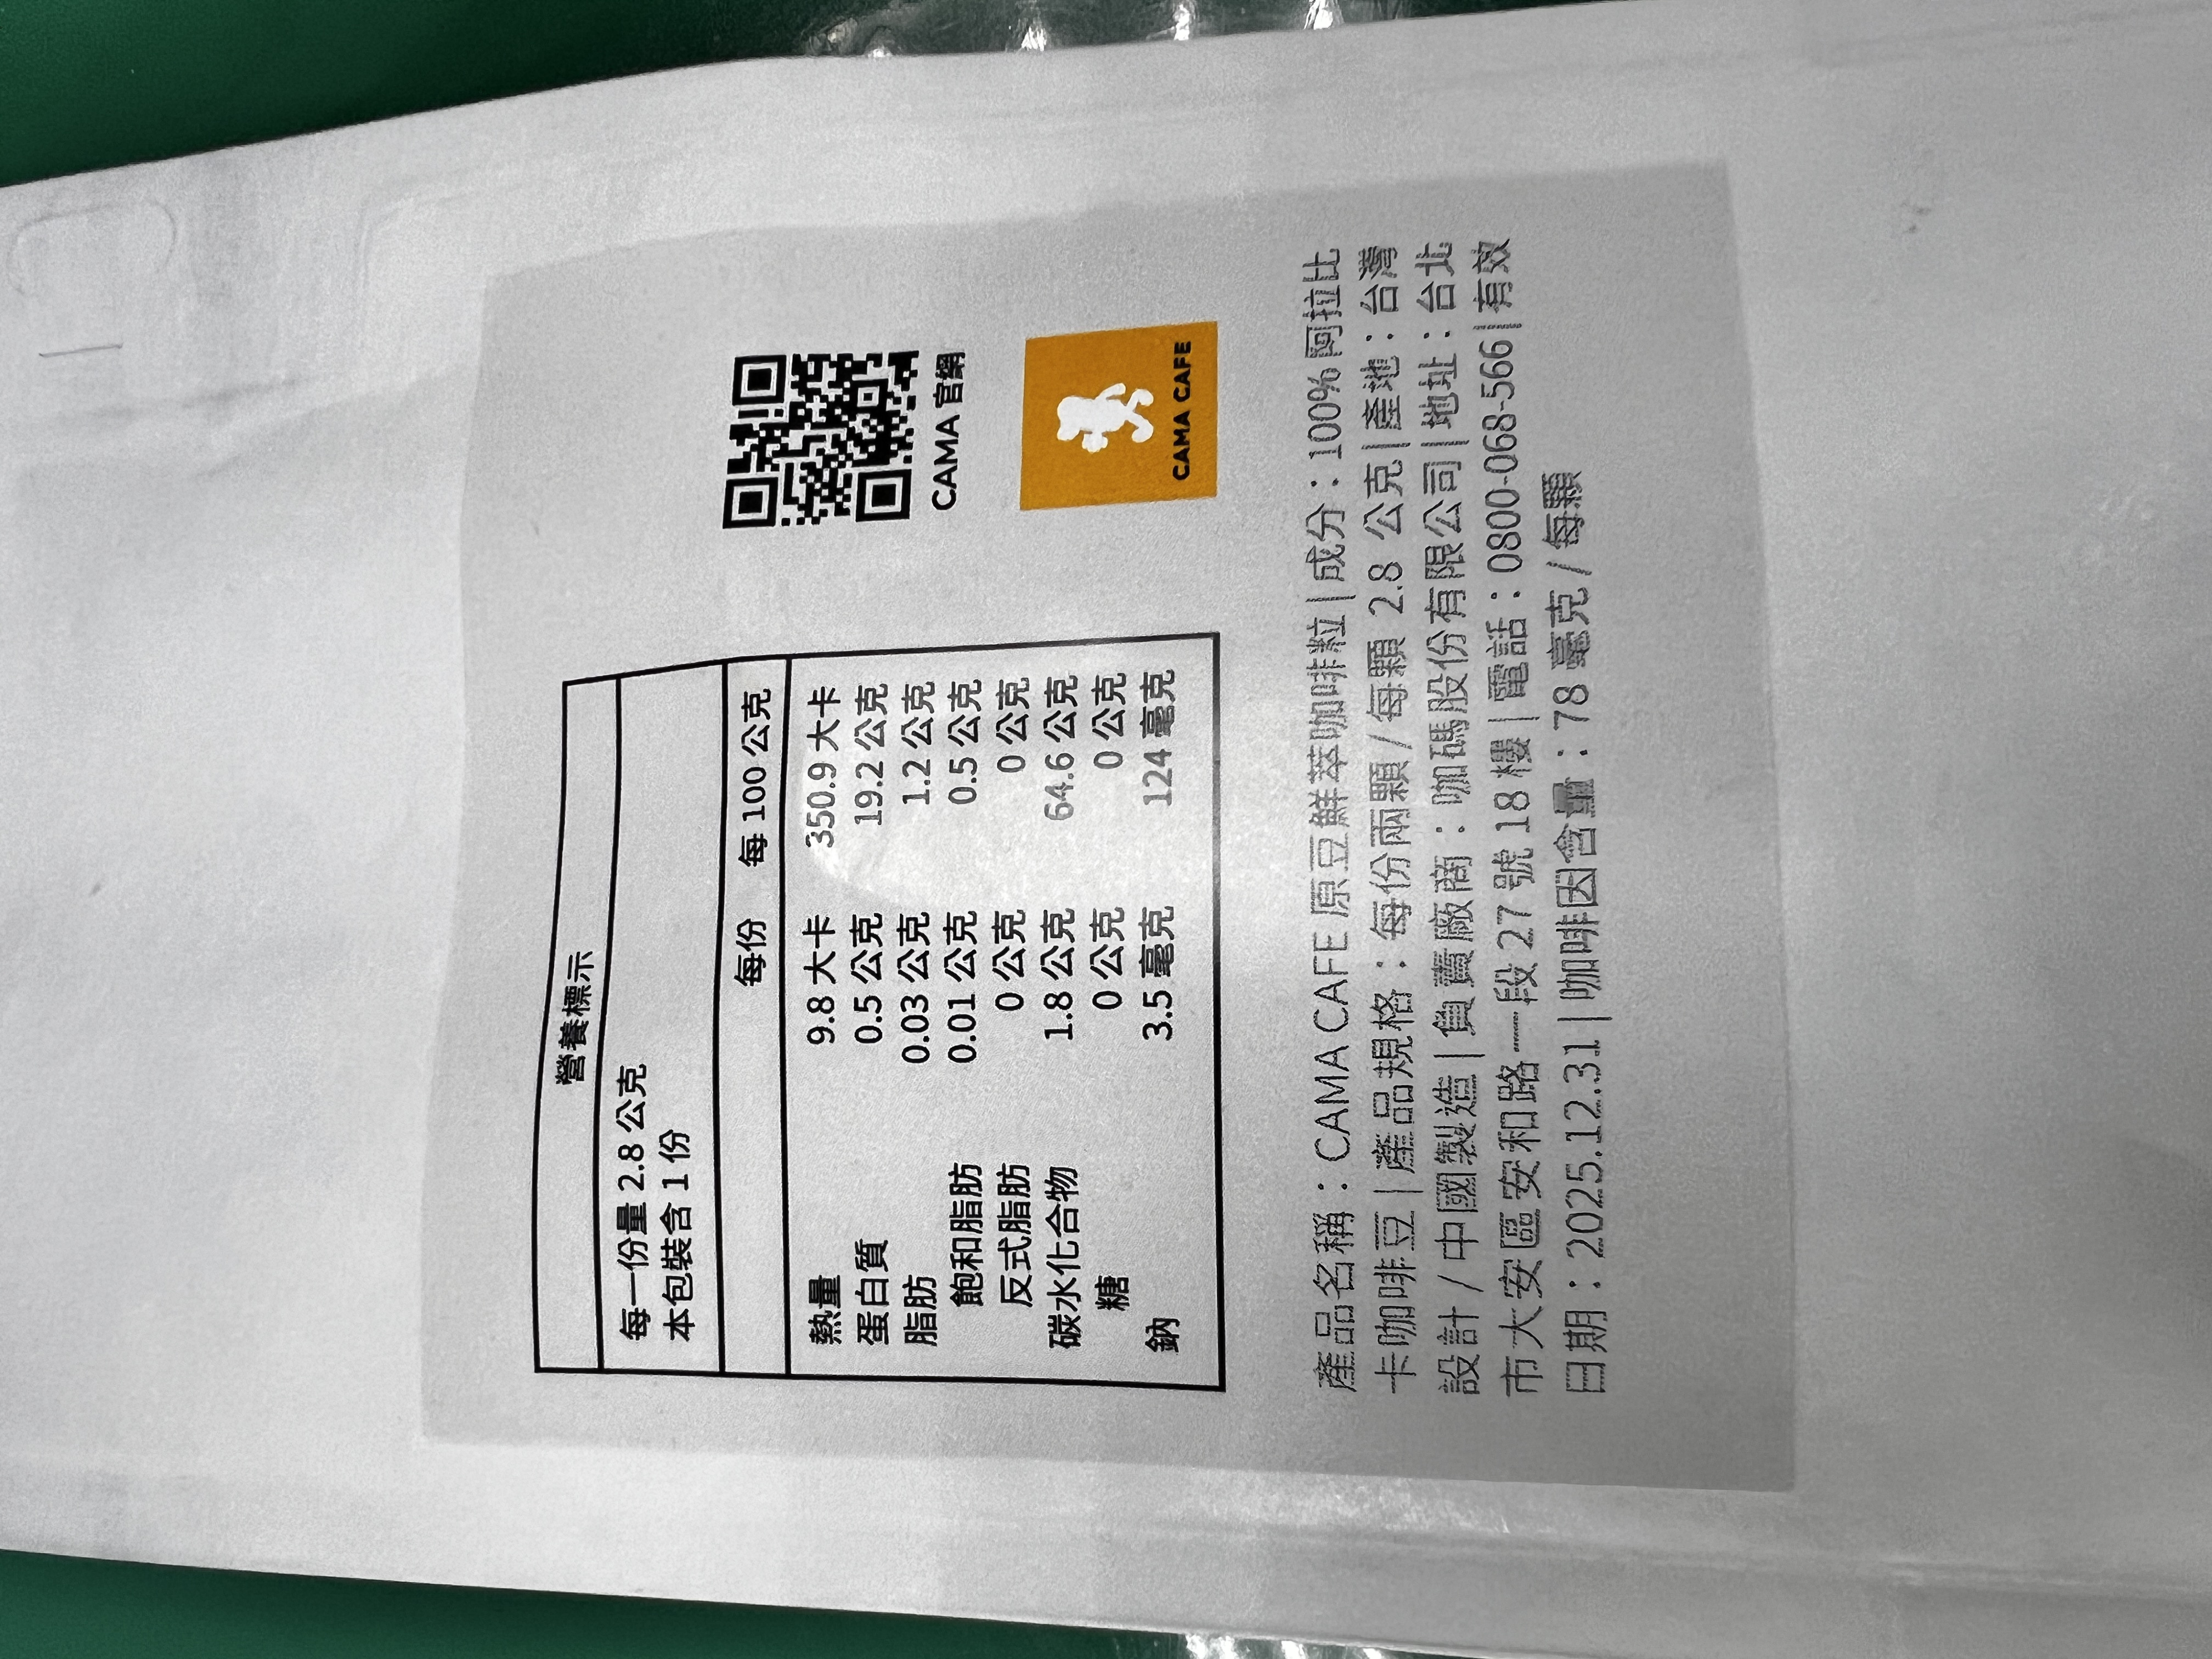 營養標示
每一份量 2.8 公克
本包裝含 1 份
每份 每 100 公克
熱量 9.8 大卡 350.9 大卡
蛋白質 0.5 公克 19.2 公克
脂肪 0.03 公克 1.2 公克
飽和脂肪 0.01 公克 0.5 公克
反式脂肪 0 公克 0 公克
碳水化合物 1.8 公克 64.6 公克
糖 0 公克 0 公克
鈉 3.5 毫克 124 毫克
CAMA 官網
CAMA CAFE
產品名稱：CAMA CAFE 原豆鮮萃咖啡粒 | 成分：100% 阿拉比
卡咖啡豆 | 產品規格：每份兩顆 / 每顆 2.8 公克 | 產地：台灣
設計 / 中國製造 | 負責廠商：咖碼股份有限公司 | 地址：台北
市大安區安和路一段 27 號 18 樓 | 電話：0800-068-566 | 有效
日期：2025.12.31 | 咖啡因含量：78 毫克 / 每顆